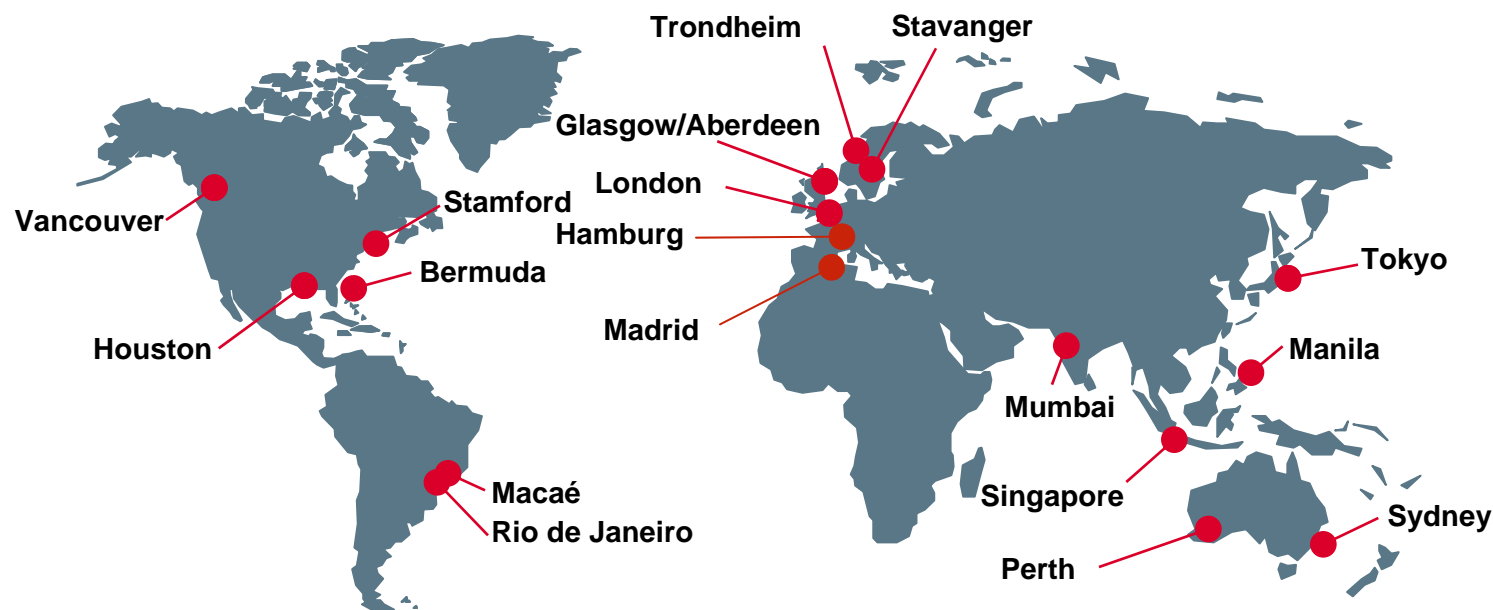 Trondheim
Stavanger
Glasgow/Aberdeen
London
Vancouver
Stamford
Hamburg
Bermuda
Tokyo
Madrid
Houston
Manila
Mumbai
Macaé
Singapore
Sydney
Rio de Janeiro
Perth